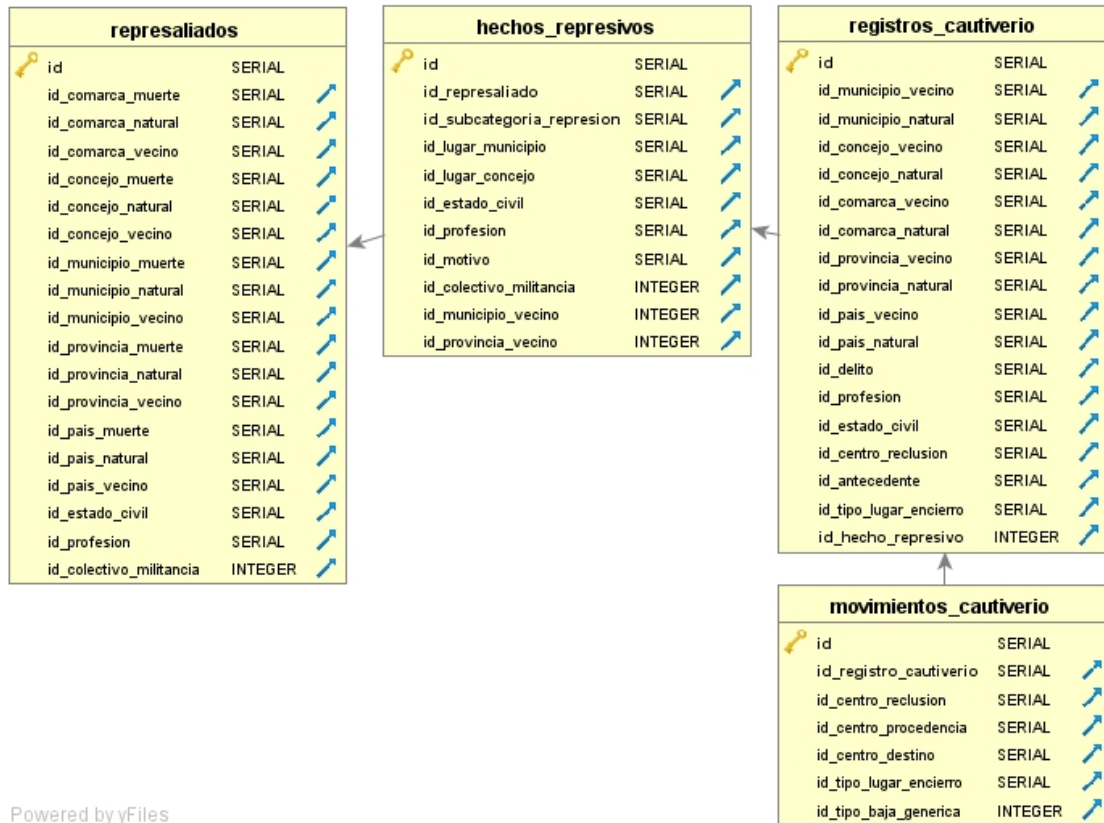 represaliados
id SERIAL
id_comarca_muerte SERIAL
id_comarca_natural SERIAL
id_comarca_vecino SERIAL
id_concejo_muerte SERIAL
id_concejo_natural SERIAL
id_concejo_vecino SERIAL
id_municipio_muerte SERIAL
id_municipio_natural SERIAL
id_municipio_vecino SERIAL
id_provincia_muerte SERIAL
id_provincia_natural SERIAL
id_provincia_vecino SERIAL
id_pais_muerte SERIAL
id_pais_natural SERIAL
id_pais_vecino SERIAL
id_estado_civil SERIAL
id_profesion SERIAL
id_colectivo_militancia INTEGER
hechos_represivos
id SERIAL
id_represaliado SERIAL
id_subcategoria_represion SERIAL
id_lugar_municipio SERIAL
id_lugar_concejo SERIAL
id_estado_civil SERIAL
id_profesion SERIAL
id_motivo SERIAL
id_colectivo_militancia INTEGER
id_municipio_vecino INTEGER
id_provincia_vecino INTEGER
registros_cautiverio
id SERIAL
id_municipio_vecino SERIAL
id_municipio_natural SERIAL
id_concejo_vecino SERIAL
id_concejo_natural SERIAL
id_comarca_vecino SERIAL
id_comarca_natural SERIAL
id_provincia_vecino SERIAL
id_provincia_natural SERIAL
id_pais_vecino SERIAL
id_pais_natural SERIAL
id_delito SERIAL
id_profesion SERIAL
id_estado_civil SERIAL
id_centro_reclusion SERIAL
id_antecedente SERIAL
id_tipo_lugar_encierro SERIAL
id_hecho_represivo INTEGER
movimientos_cautiverio
id SERIAL
id_registro_cautiverio SERIAL
id_centro_reclusion SERIAL
id_centro_procedencia SERIAL
id_centro_destino SERIAL
id_tipo_lugar_encierro SERIAL
id_tipo_baja_generica INTEGER
Powered by yFiles